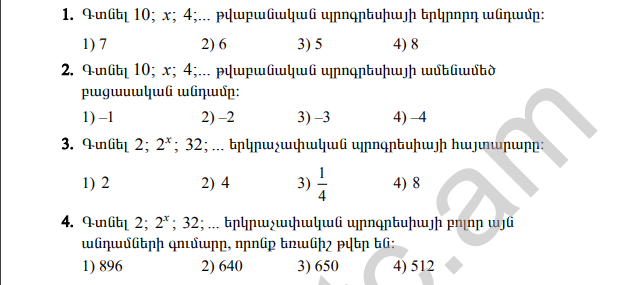 1. Գտնել 10; x; 4;... թվաբանական պրոգրեսիայի երկրորդ անդամը:
1) 7 2) 6 3) 5 4) 8
2. Գտնել 10; x; 4;... թվաբանական պրոգրեսիայի ամենամեծ
բացասական անդամը:
1) –1 2) –2 3) –3 4) –4
3. Գտնել 2; 2ˣ; 32; ... երկրաչափական պրոգրեսիայի հայտարարը:
1) 2 2) 4 3) 1/4 4) 8
4. Գտնել 2; 2ˣ; 32; ... երկրաչափական պրոգրեսիայի բոլոր այն
անդամների գումարը, որոնք եռանիշ թվեր են:
1) 896 2) 640 3) 650 4) 512